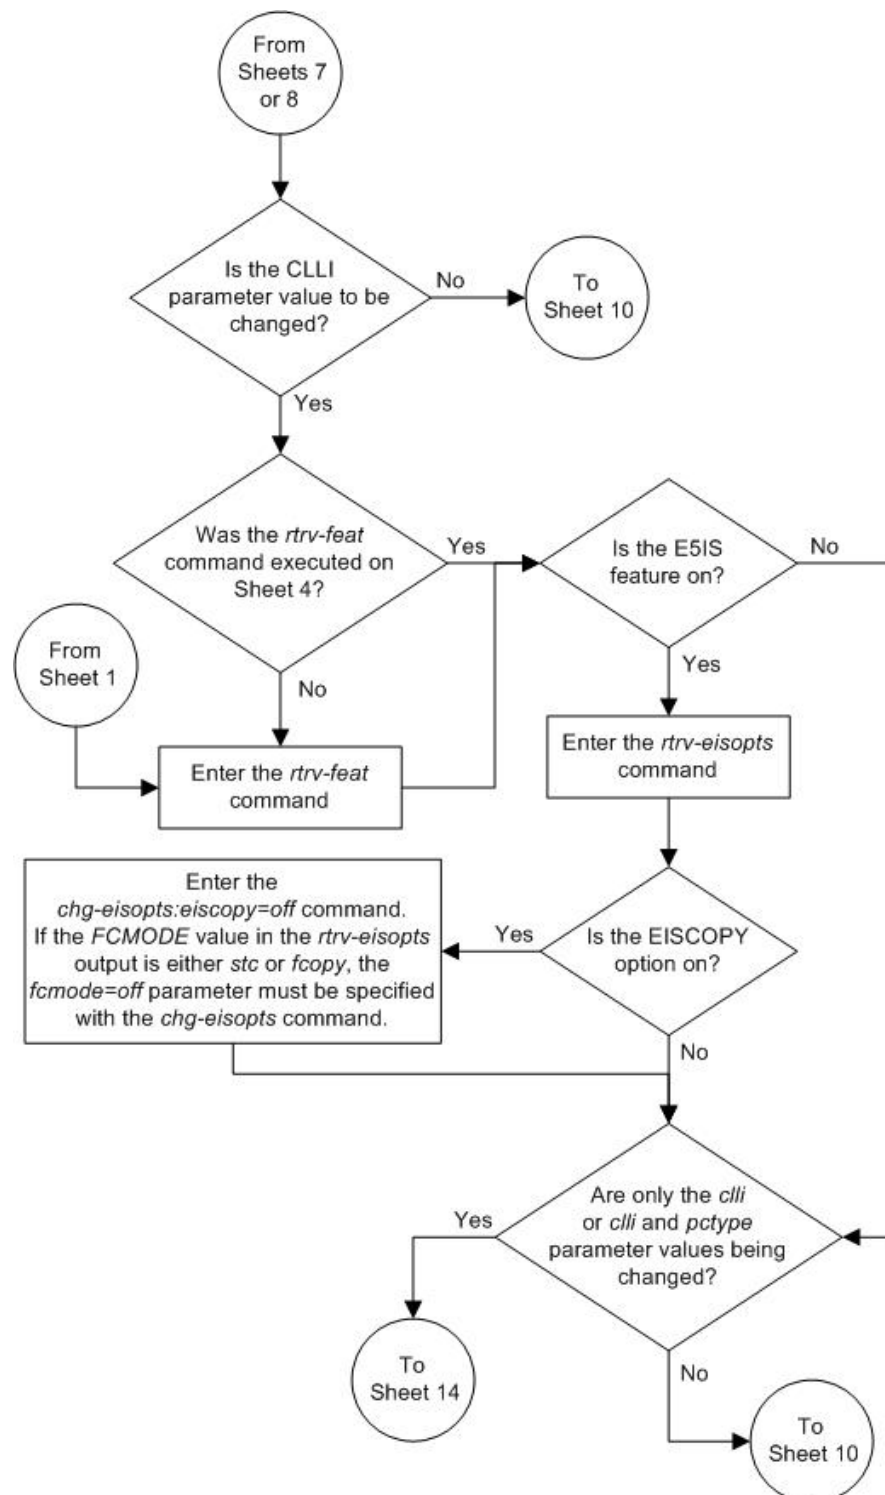 From
Sheets 7
or 8
Is the CLLI
parameter value to be
changed?
No
To
Sheet 10
Yes
Was the rtrv-feat
command executed on
Sheet 4?
Yes
Is the E5IS
feature on?
No
From
Sheet 1
No
Yes
Enter the rtrv-feat
command
Enter the rtrv-eisopts
command
Enter the
chg-eisopts:eiscopy=off command.
If the FCMODE value in the rtrv-eisopts
output is either stc or fcopy, the
fcmode=off parameter must be specified
with the chg-eisopts command.
Yes
Is the EISCOPY
option on?
No
Are only the clli
or clli and pctype
parameter values being
changed?
Yes
To
Sheet 14
No
To
Sheet 10